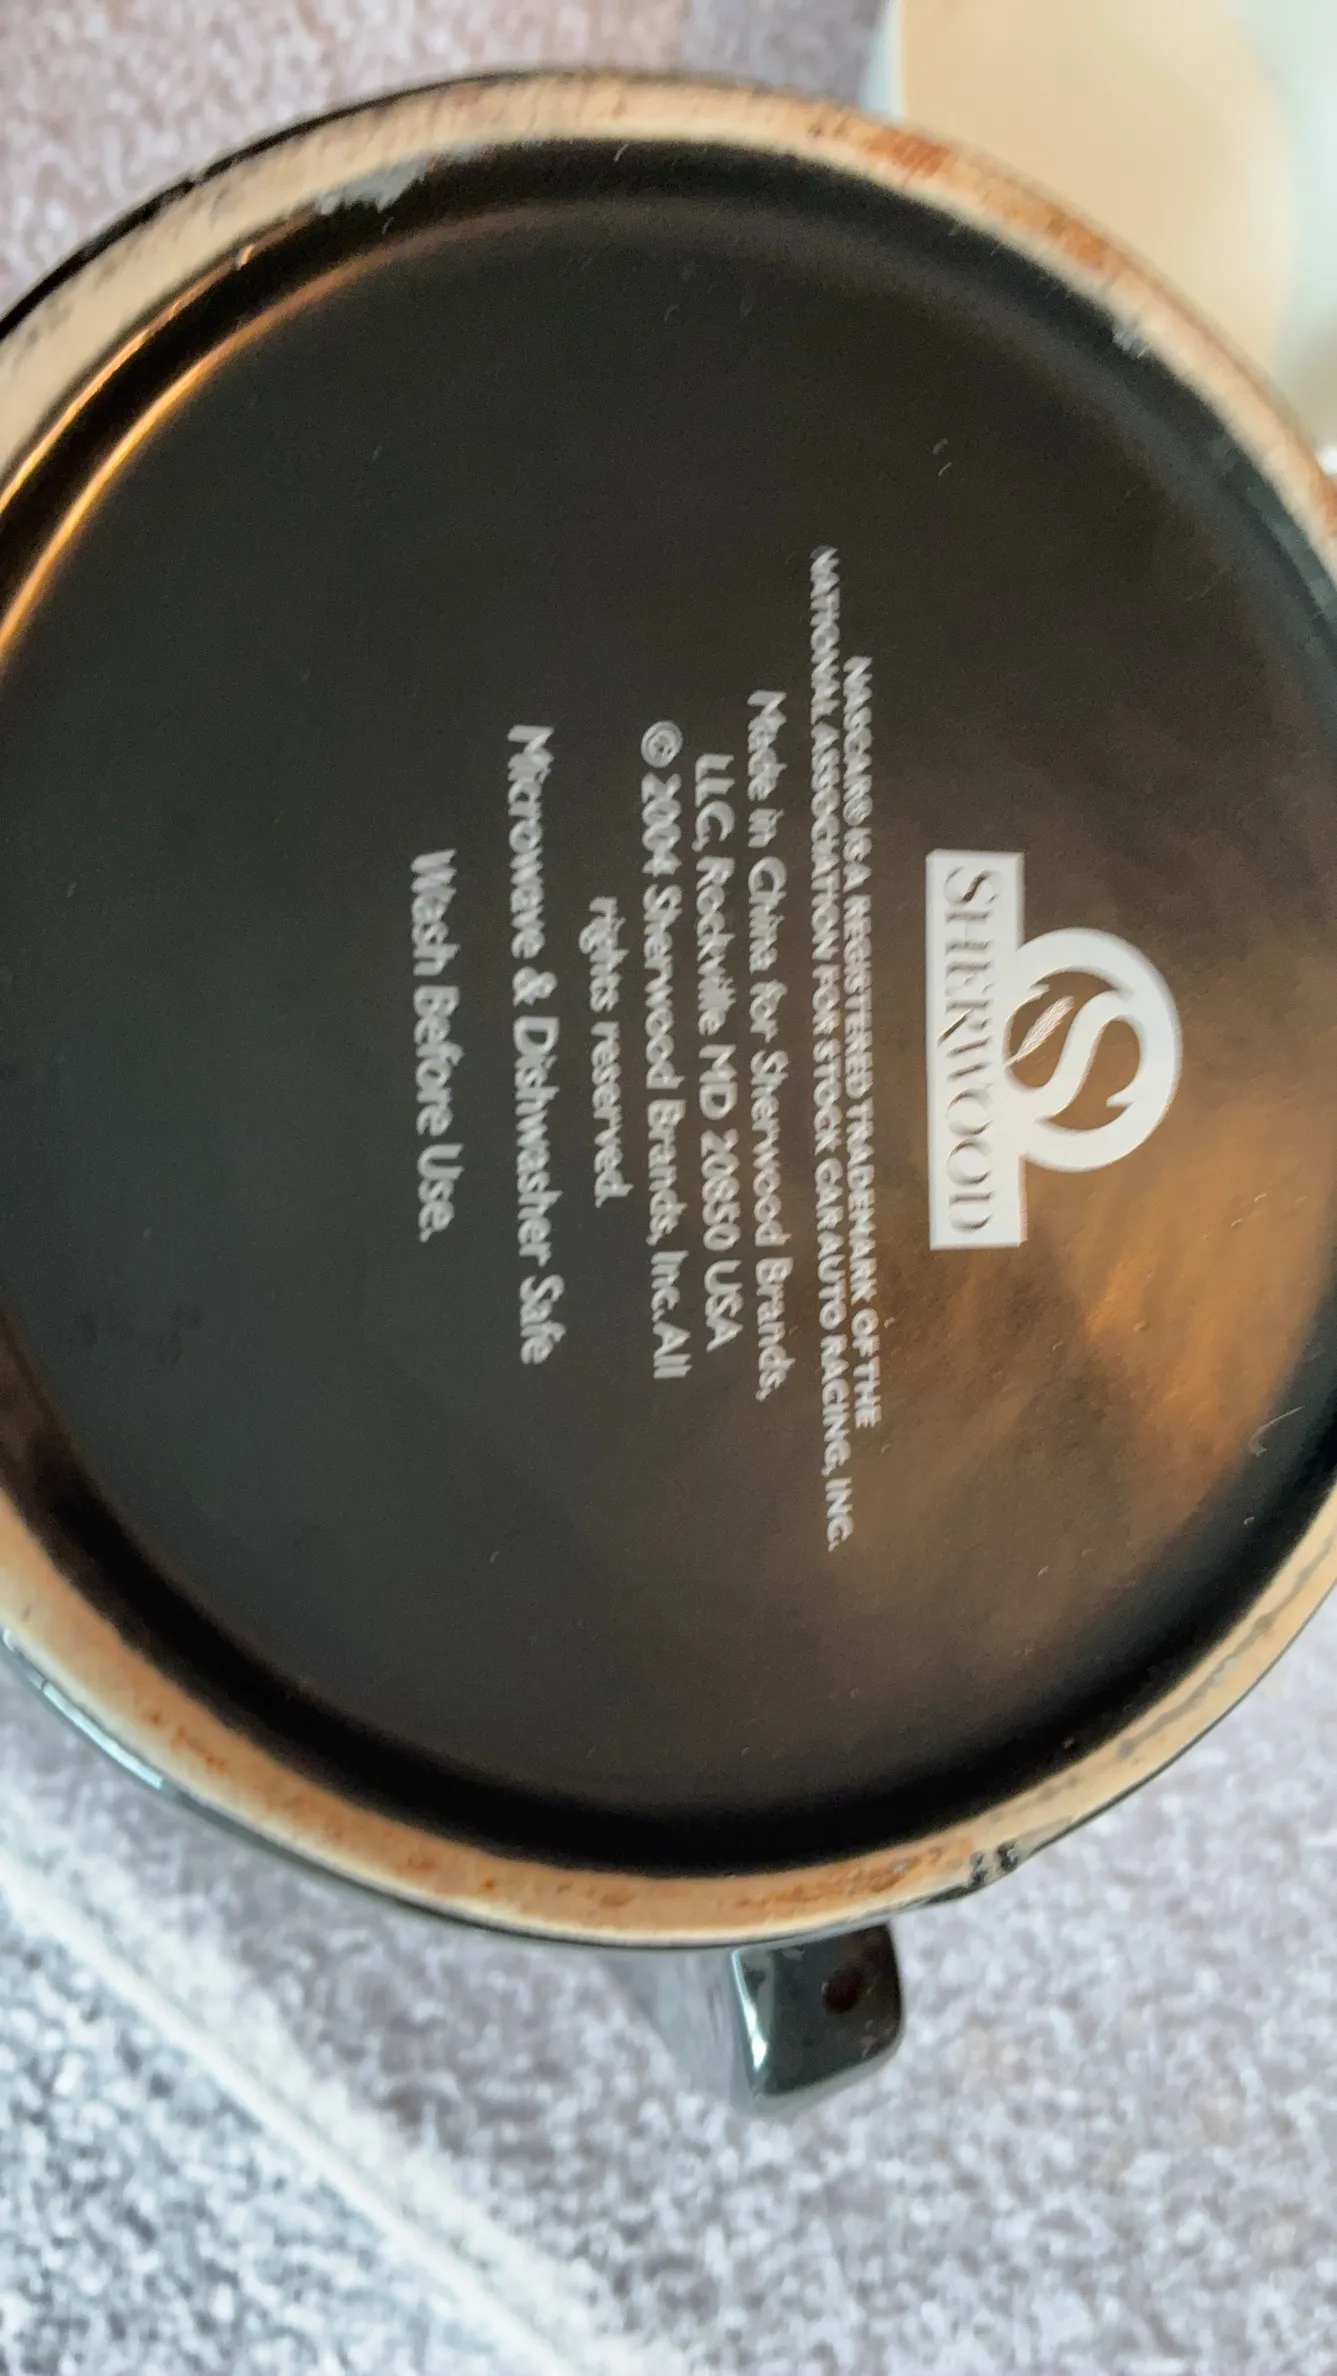 S
SHERWOOD
NASCAR® IS A REGISTERED TRADEMARK OF THE
NATIONAL ASSOCIATION FOR STOCK CAR AUTO RACING, INC.
Made in China for Sherwood Brands,
LLC, Rockville MD 20850 USA
© 2004 Sherwood Brands, Inc. All
rights reserved.
Microwave & Dishwasher Safe
Wash Before Use.